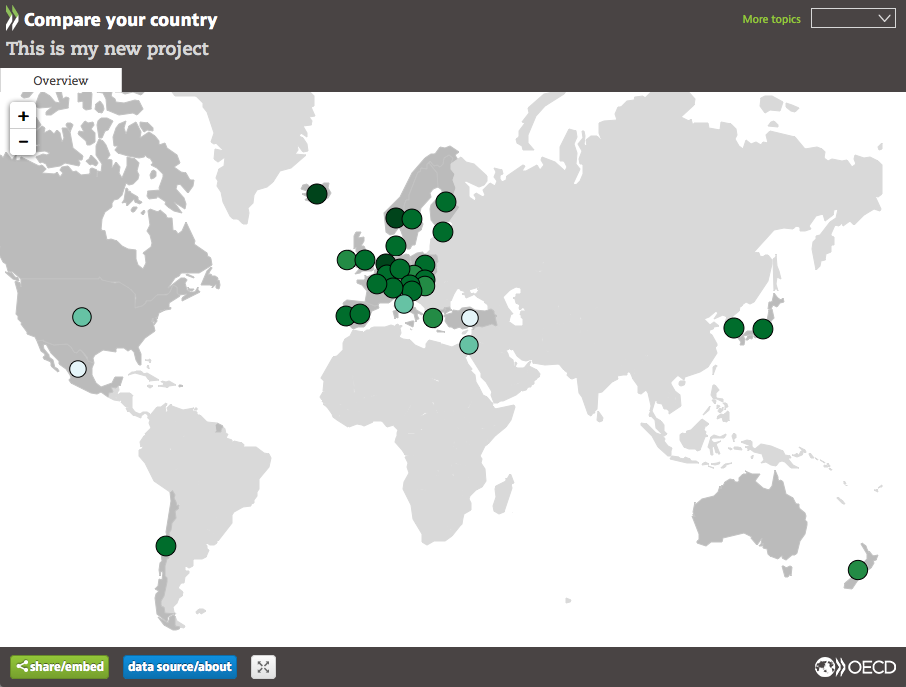 Compare your country
More topics
This is my new project
Overview
+
−
share/embed
data source/about
OECD